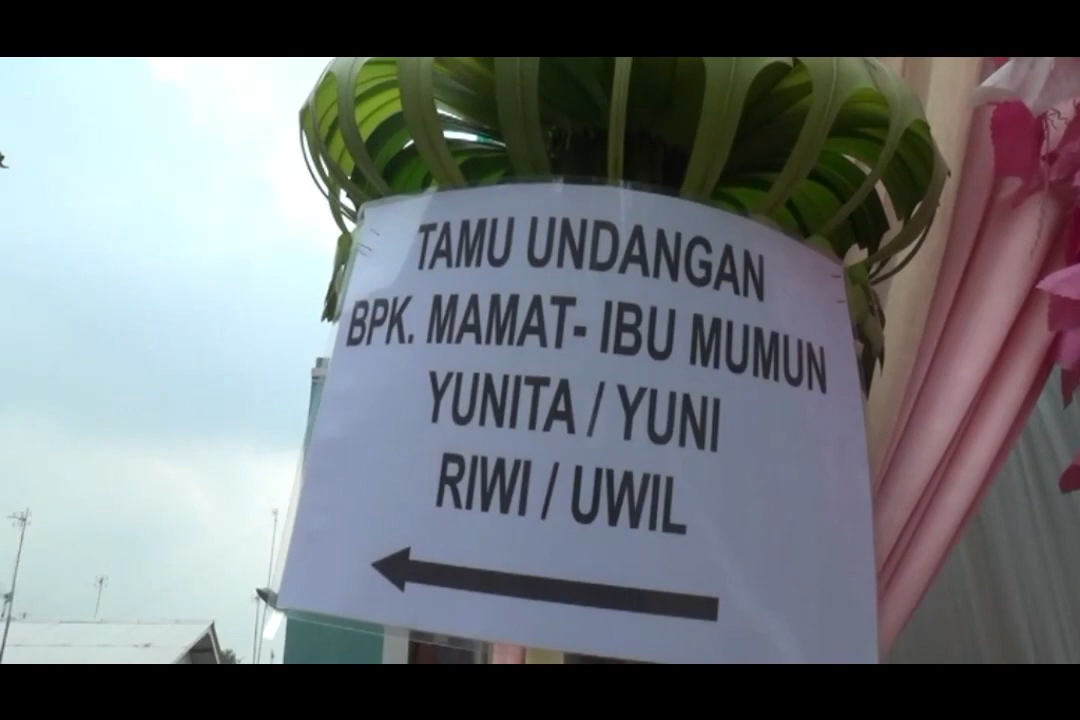 TAMU UNDANGAN
BPK. MAMAT- IBU MUMUN
YUNITA / YUNI
RIWI / UWIL